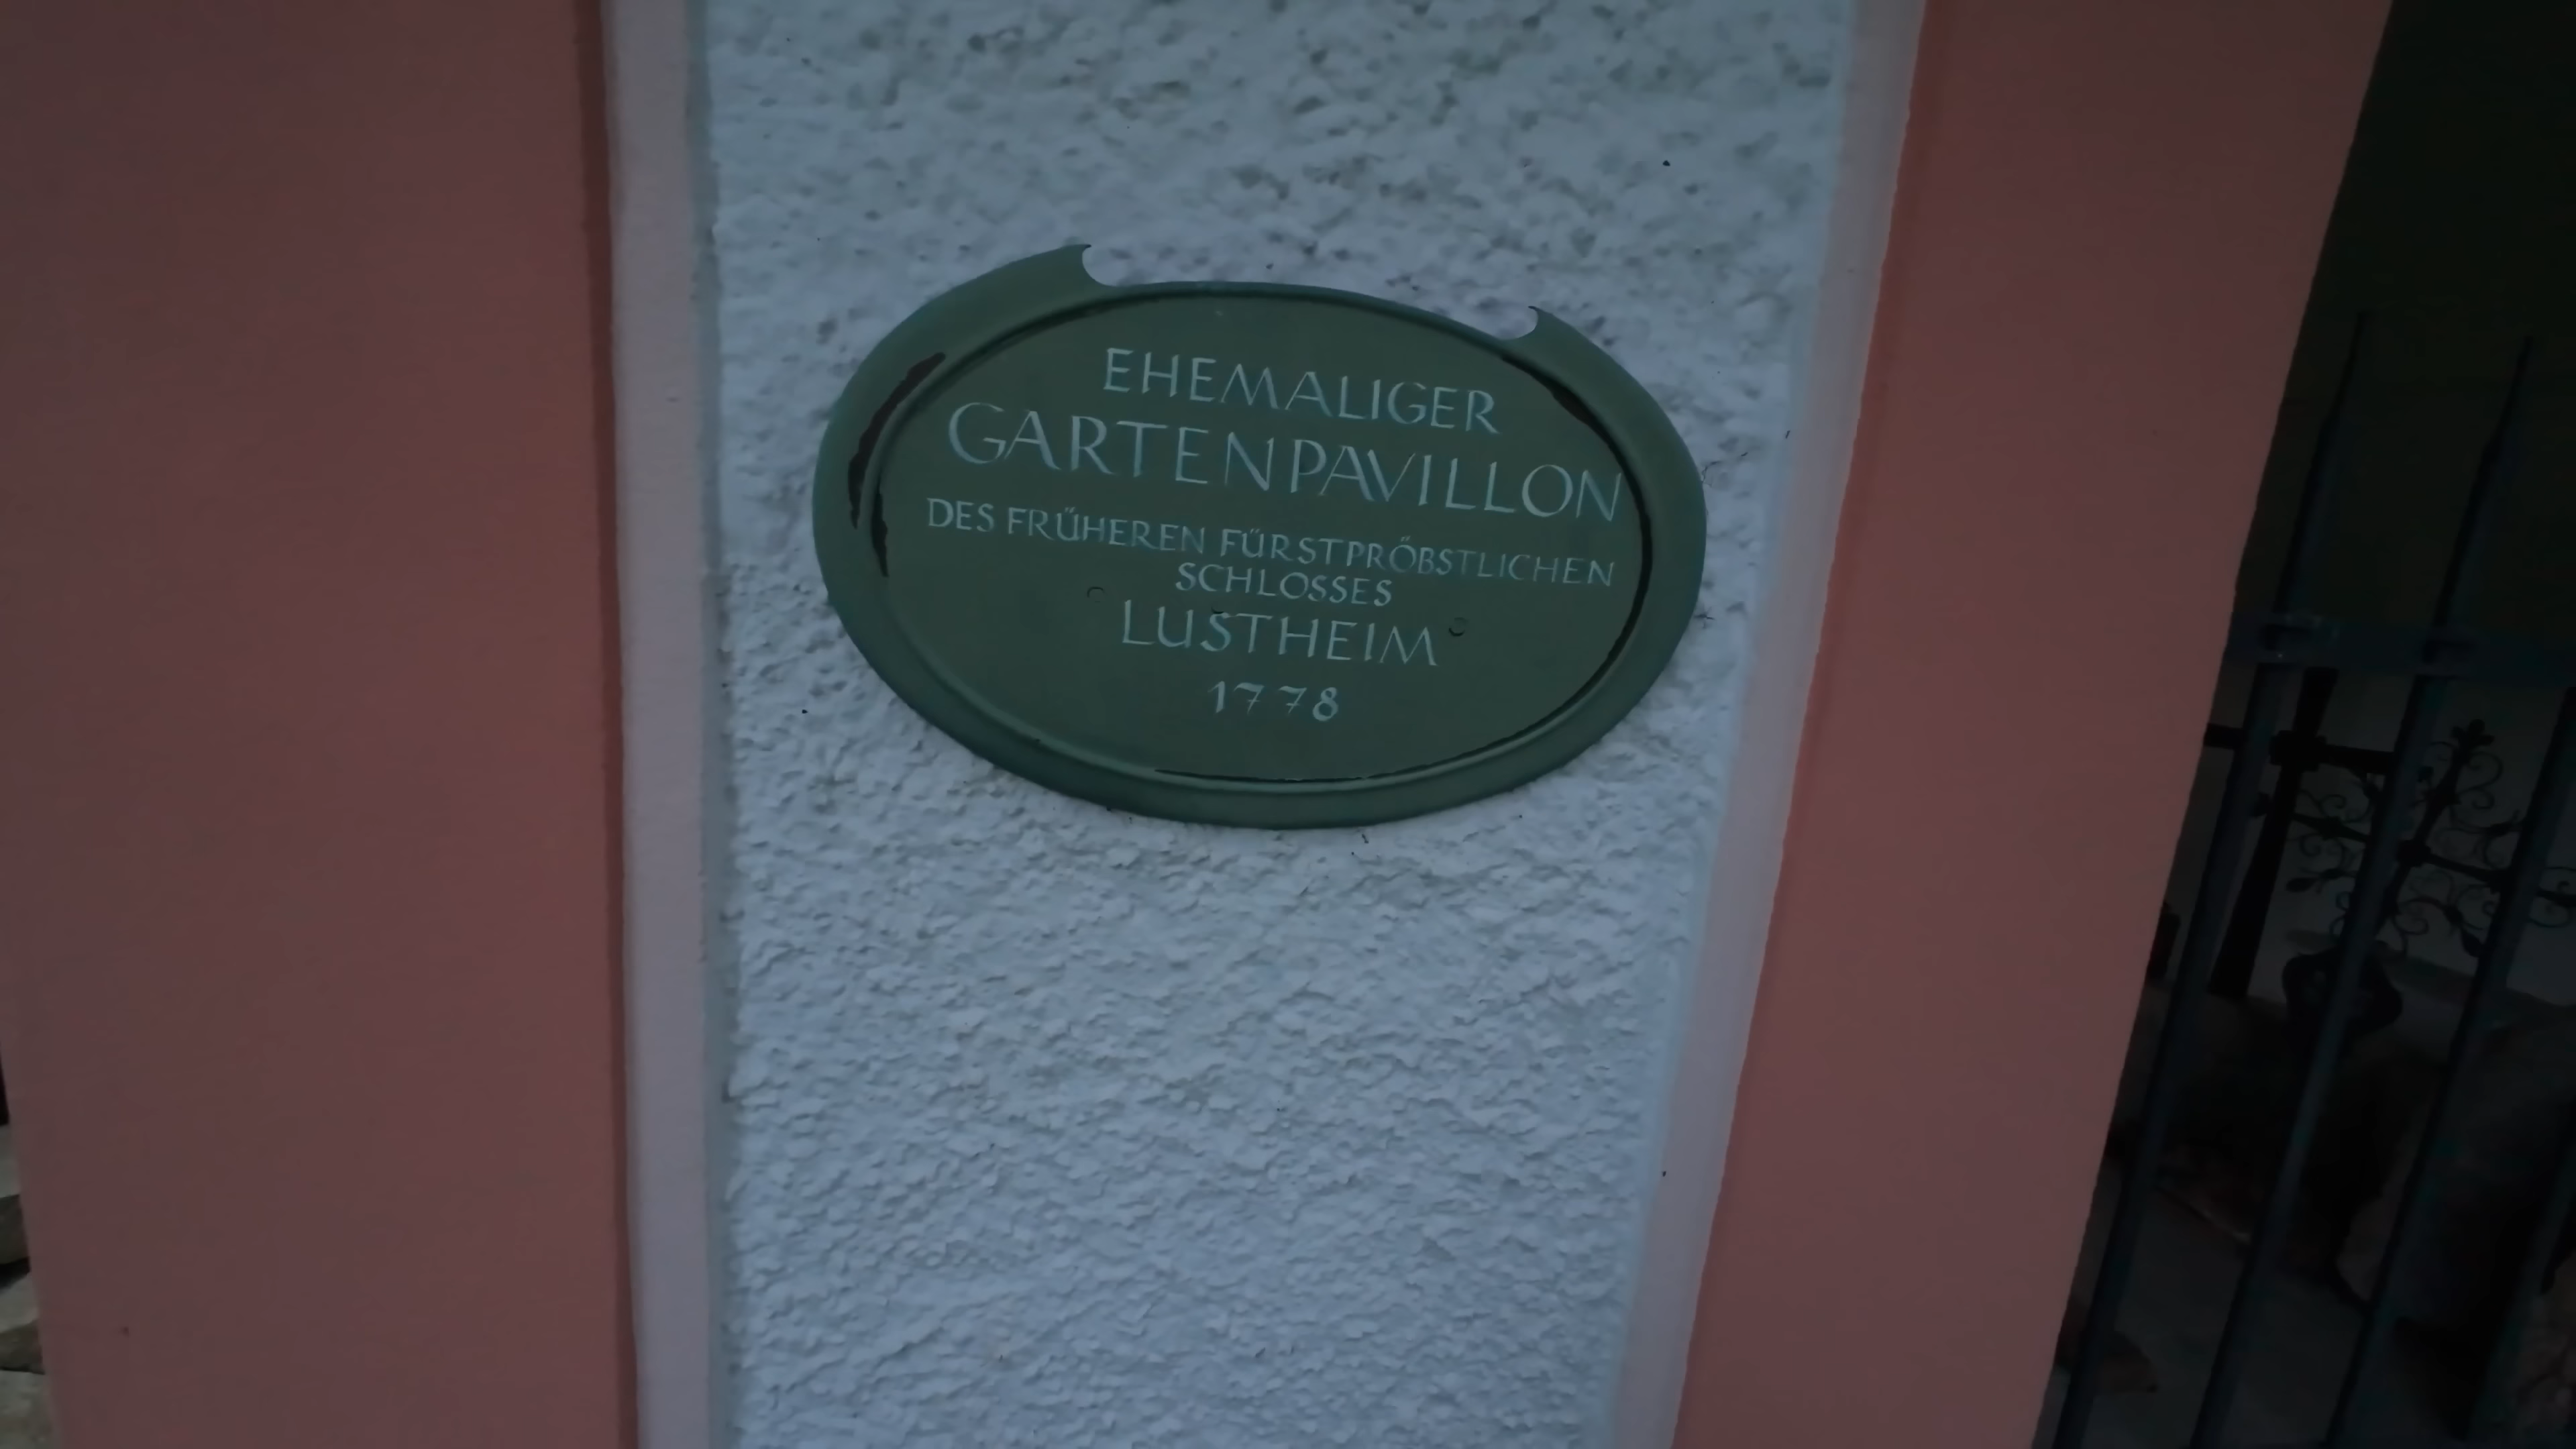 EHEMALIGER
GARTENPAVILLON
DES FRÜHEREN FÜRSTPRÖBSTLICHEN
SCHLOSSES
LUSTHEIM
1778